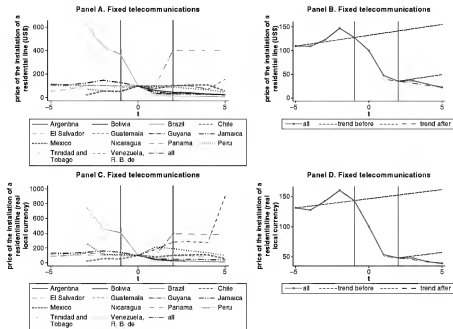 Panel A. Fixed telecommunications
price of the installation of a
residential line (US$)
600
400
200
0
−5
0
5
t
Argentina Bolivia Brazil Chile
El Salvador Guatemala Guyana Jamaica
Mexico Nicaragua Panama Peru
Trinidad and Tobago Venezuela, R. B. de all
Panel B. Fixed telecommunications
price of the installation of a
residential line (US$)
150
100
50
0
−5
0
5
t
all trend before trend after
Panel C. Fixed telecommunications
price of the installation of a
residential line (real
local currency)
1000
800
600
400
200
0
−5
0
5
t
Argentina Bolivia Brazil Chile
El Salvador Guatemala Guyana Jamaica
Mexico Nicaragua Panama Peru
Trinidad and Tobago Venezuela, R. B. de all
Panel D. Fixed telecommunications
price of the installation of a
residential line (real
local currency)
150
100
50
−5
0
5
t
all trend before trend after